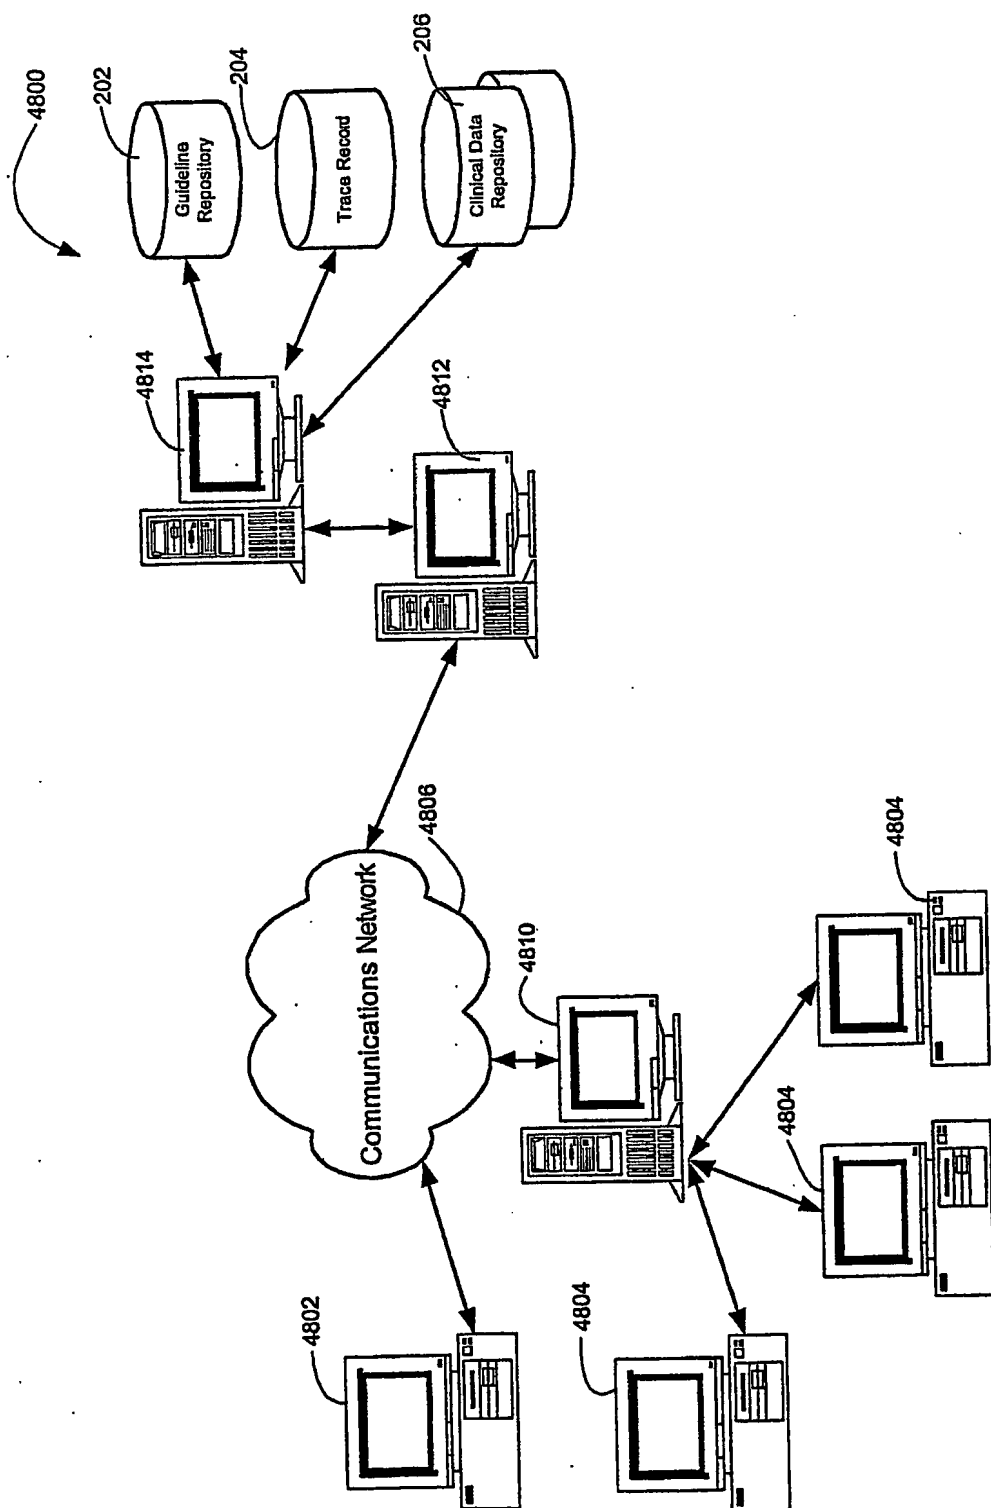 4800
202
Guideline
Repository
204
Trace Record
206
Clinical Data
Repository
4814
4812
Communications Network
4806
4810
4802
4804
4804
4804